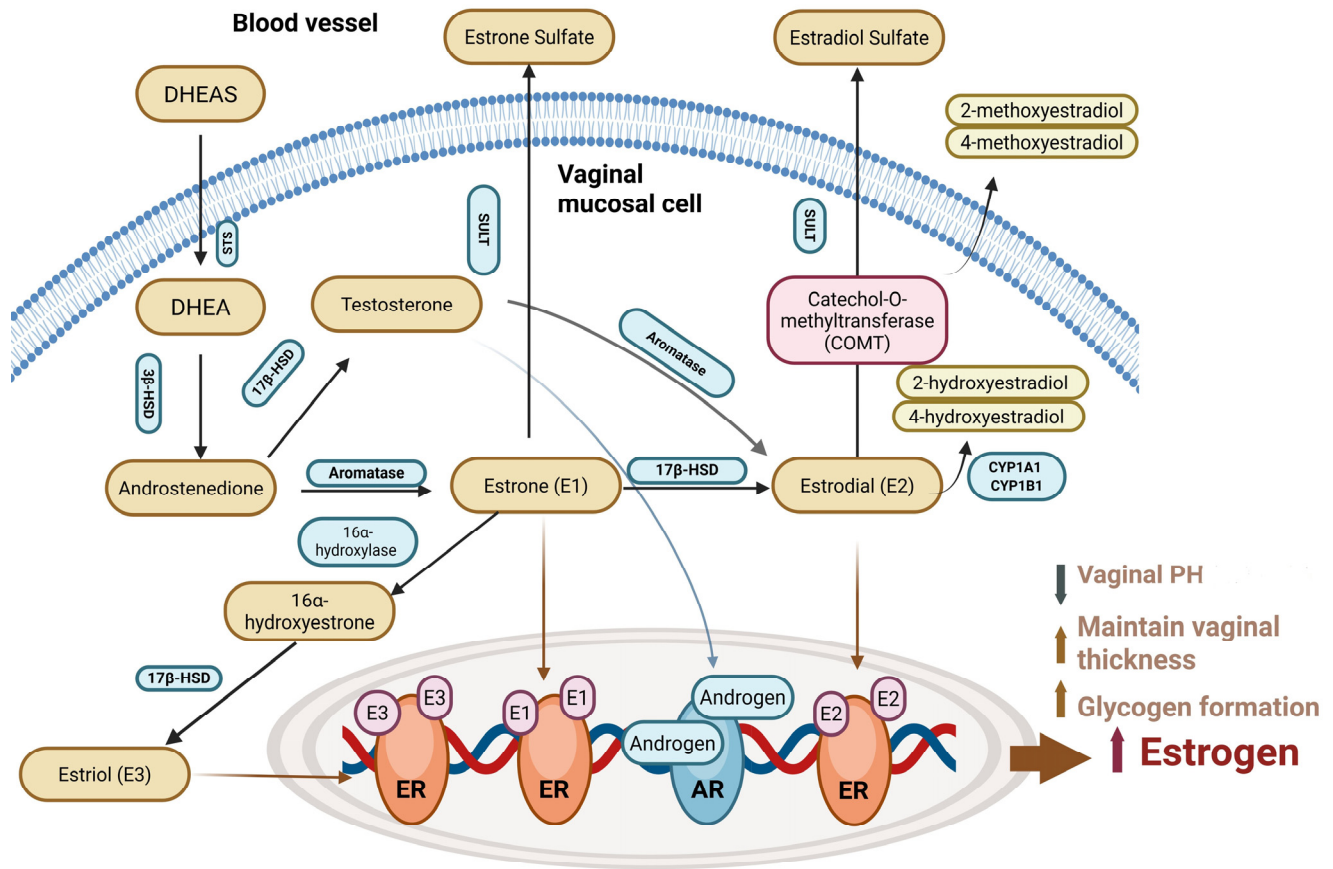 Blood vessel
Estrone Sulfate
Estradiol Sulfate
DHEAS
2-methoxyestradiol
4-methoxyestradiol
Vaginal
mucosal cell
SULT
SULT
STS
DHEA
Testosterone
Catechol-O-
methyltransferase
(COMT)
Aromatase
3β-HSD
17β-HSD
2-hydroxyestradiol
4-hydroxyestradiol
Androstenedione
Aromatase
Estrone (E1)
17β-HSD
Estrodial (E2)
CYP1A1
CYP1B1
16α-
hydroxylase
16α-
hydroxyestrone
17β-HSD
Estriol (E3)
E3
E3
ER
E1
E1
ER
Androgen
Androgen
AR
E2
E2
ER
Vaginal PH
Maintain vaginal
thickness
Glycogen formation
Estrogen